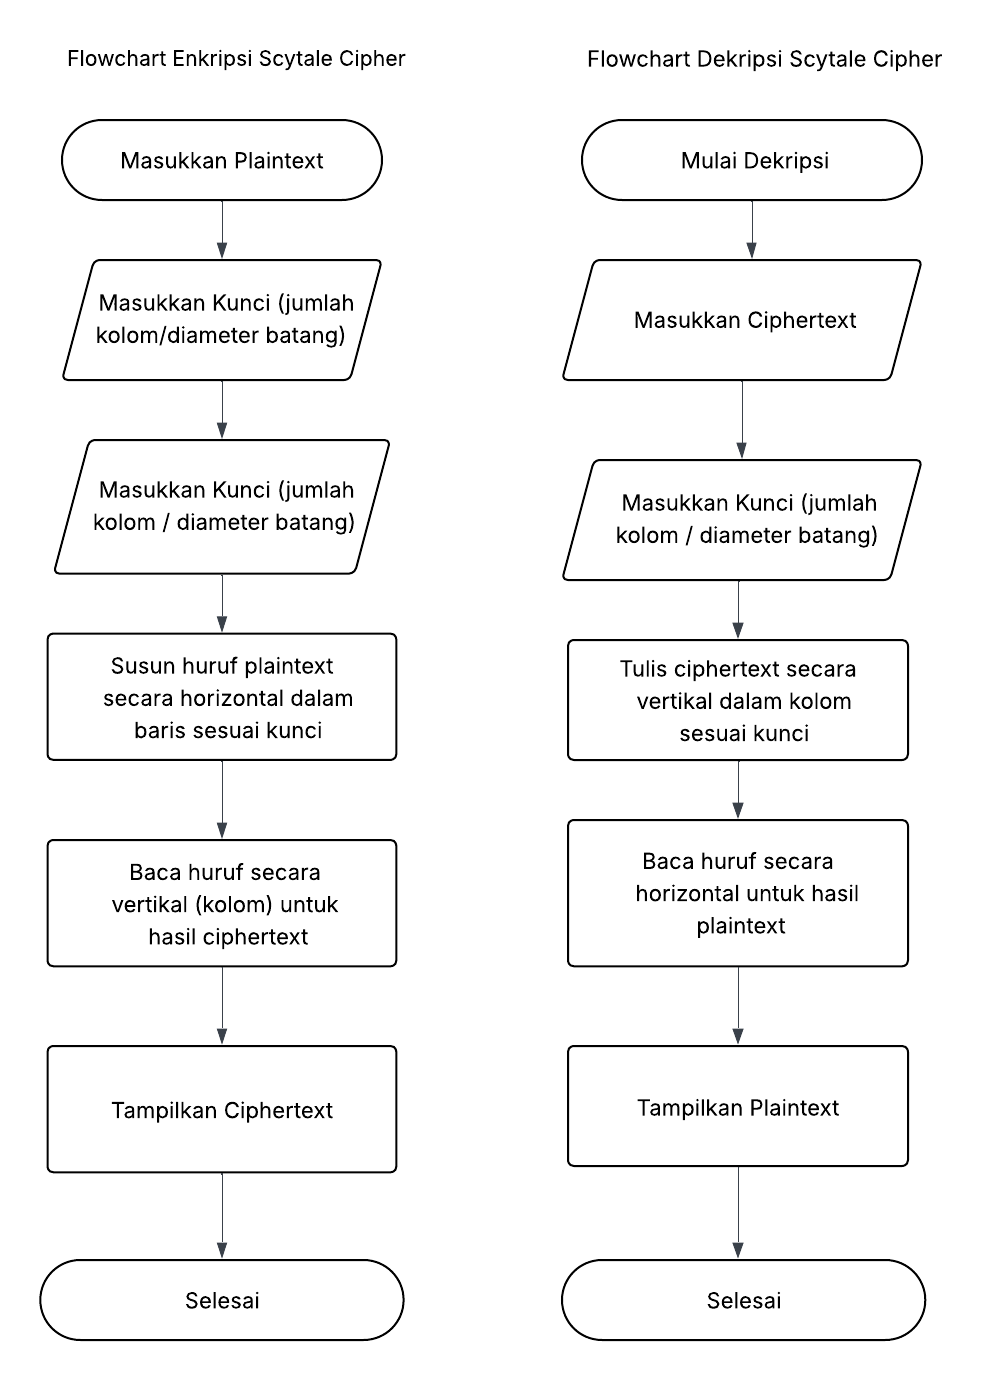 Flowchart Enkripsi Scytale Cipher
Masukkan Plaintext
Masukkan Kunci (jumlah
kolom/diameter batang)
Masukkan Kunci (jumlah
kolom / diameter batang)
Susun huruf plaintext
secara horizontal dalam
baris sesuai kunci
Baca huruf secara
vertikal (kolom) untuk
hasil ciphertext
Tampilkan Ciphertext
Selesai
Flowchart Dekripsi Scytale Cipher
Mulai Dekripsi
Masukkan Ciphertext
Masukkan Kunci (jumlah
kolom / diameter batang)
Tulis ciphertext secara
vertikal dalam kolom
sesuai kunci
Baca huruf secara
horizontal untuk hasil
plaintext
Tampilkan Plaintext
Selesai